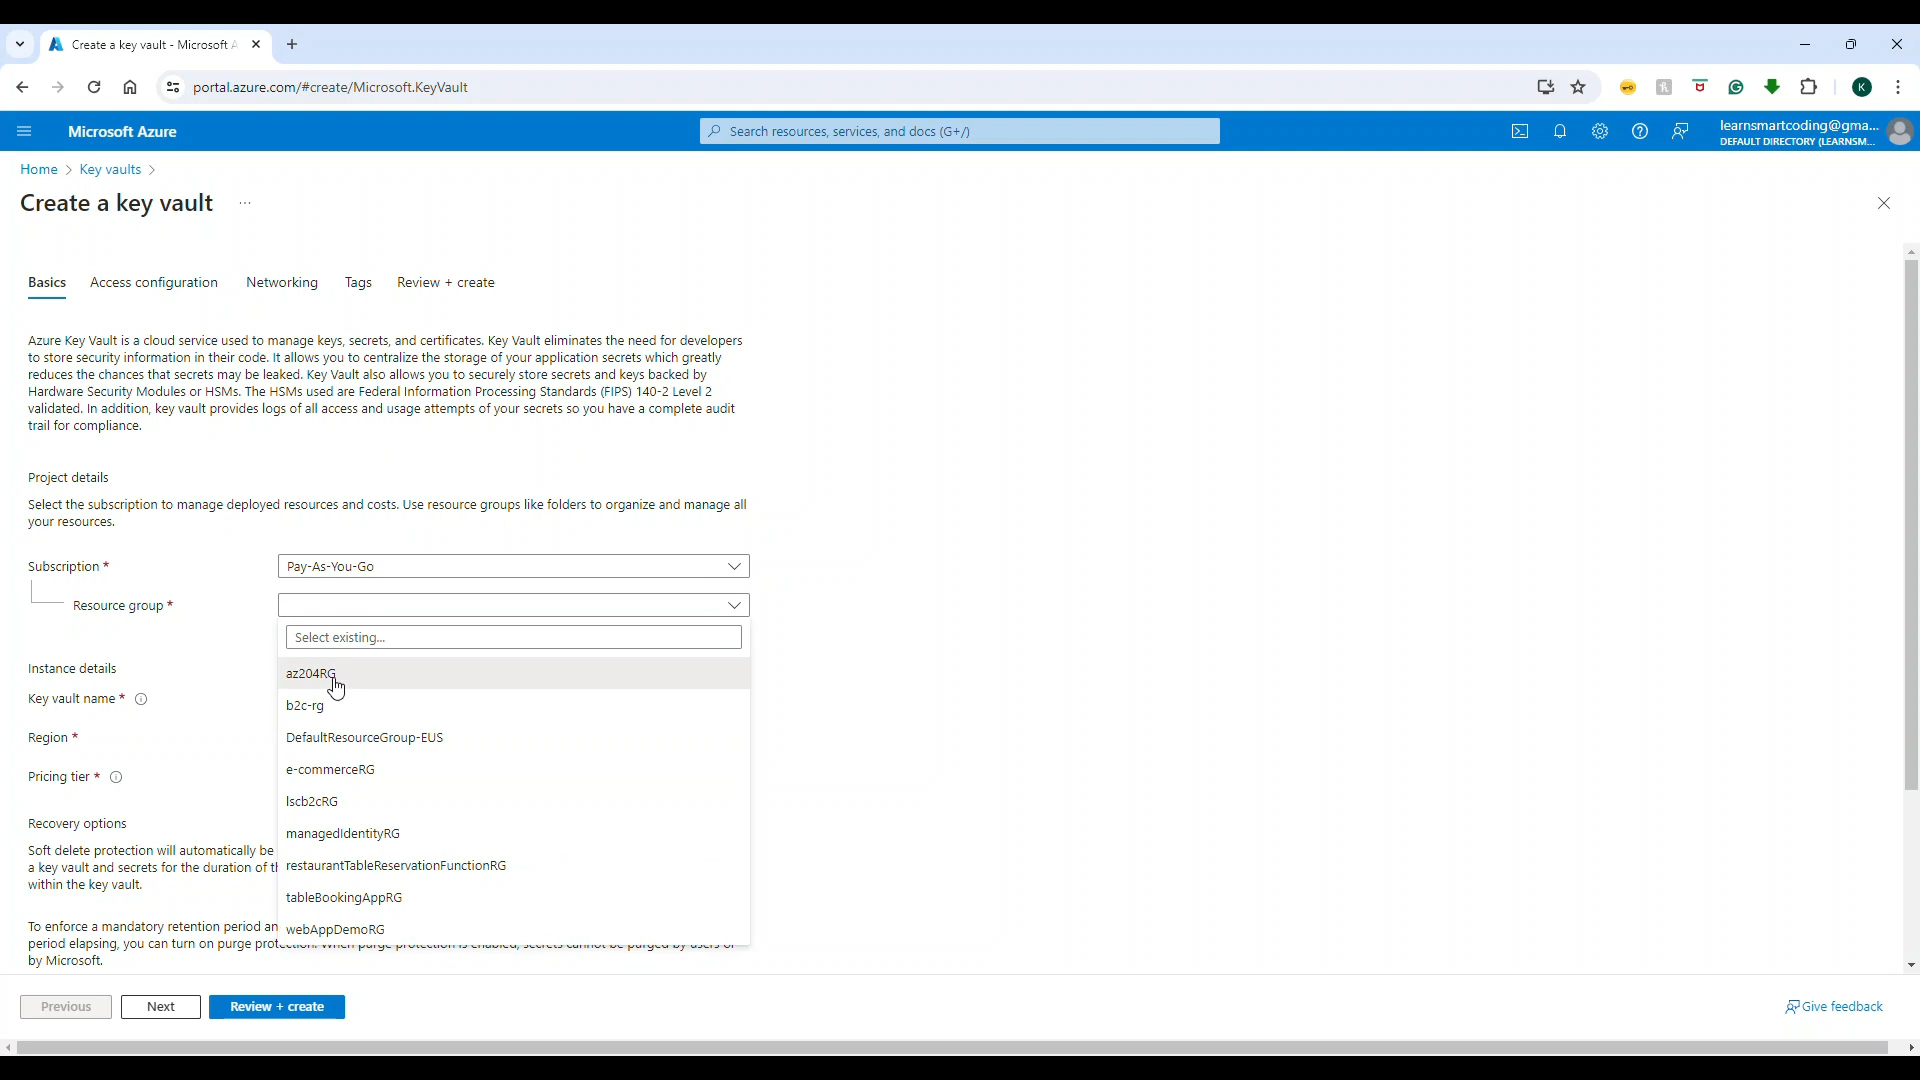 Create a key vault - Microsoft A
portal.azure.com/#create/Microsoft.KeyVault
K
Microsoft Azure
Search resources, services, and docs (G+/)
learnsmartcoding@gma...
DEFAULT DIRECTORY (LEARNSM...
Home > Key vaults >
Create a key vault ...
Basics Access configuration Networking Tags Review + create
Azure Key Vault is a cloud service used to manage keys, secrets, and certificates. Key Vault eliminates the need for developers
to store security information in their code. It allows you to centralize the storage of your application secrets which greatly
reduces the chances that secrets may be leaked. Key Vault also allows you to securely store secrets and keys backed by
Hardware Security Modules or HSMs. The HSMs used are Federal Information Processing Standards (FIPS) 140-2 Level 2
validated. In addition, key vault provides logs of all access and usage attempts of your secrets so you have a complete audit
trail for compliance.
Project details
Select the subscription to manage deployed resources and costs. Use resource groups like folders to organize and manage all
your resources.
Subscription * Pay-As-You-Go
Resource group *
Select existing...
az204RG
b2c-rg
DefaultResourceGroup-EUS
e-commerceRG
lscb2cRG
managedIdentityRG
restaurantTableReservationFunctionRG
tableBookingAppRG
webAppDemoRG
Instance details
Key vault name *
Region *
Pricing tier *
Recovery options
Soft delete protection will automatically be
a key vault and secrets for the duration of th
within the key vault.
To enforce a mandatory retention period an
period elapsing, you can turn on purge protection. When purge protection is enabled, secrets cannot be purged by users or
by Microsoft.
Previous Next Review + create Give feedback